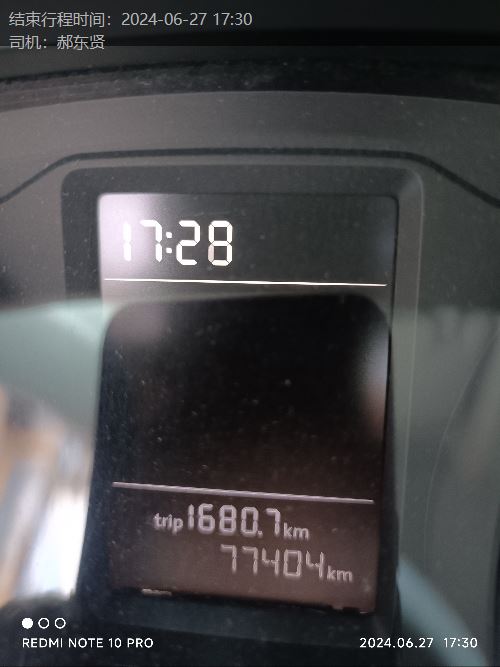 结束行程时间：2024-06-27 17:30
司机：郝东贤
17:28
trip 1680.7 km
77404 km
REDMI NOTE 10 PRO
2024.06.27 17:30